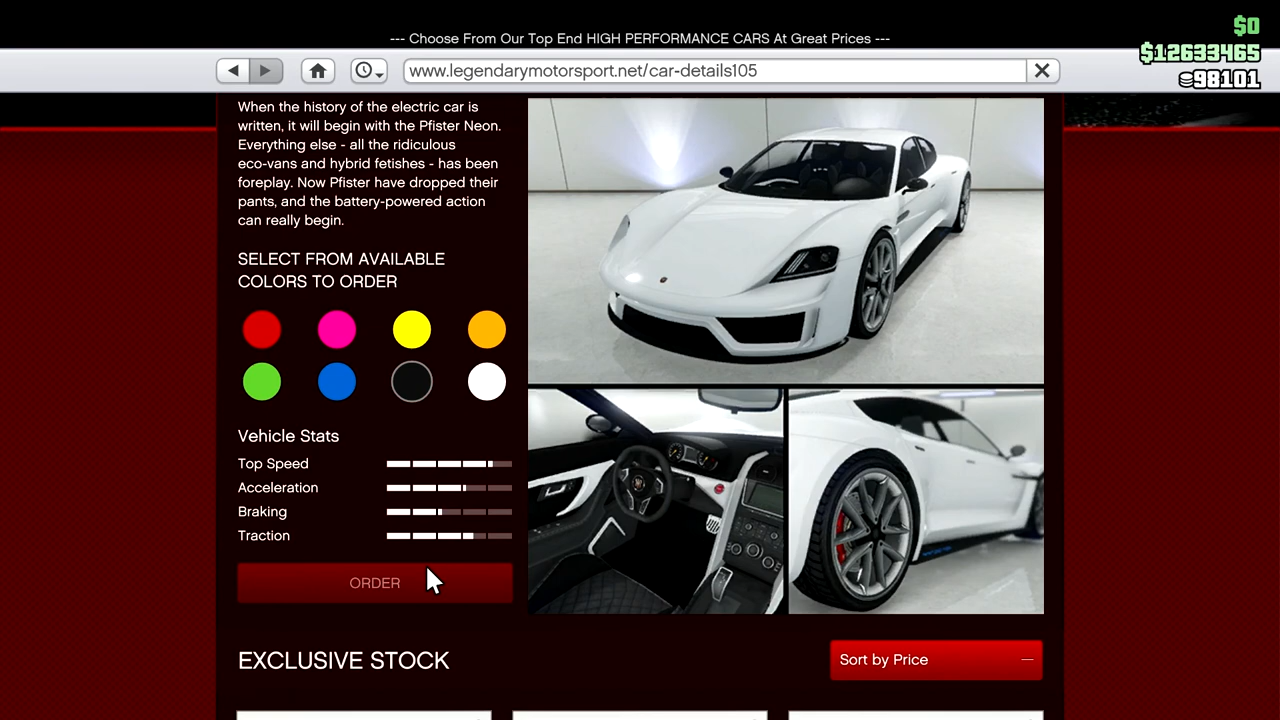 $0
--- Choose From Our Top End HIGH PERFORMANCE CARS At Great Prices ---
$12633465
www.legendarymotorsport.net/car-details105
98101
When the history of the electric car is
written, it will begin with the Pfister Neon.
Everything else - all the ridiculous
eco-vans and hybrid fetishes - has been
foreplay. Now Pfister have dropped their
pants, and the battery-powered action
can really begin.
SELECT FROM AVAILABLE
COLORS TO ORDER
Vehicle Stats
Top Speed
Acceleration
Braking
Traction
ORDER
EXCLUSIVE STOCK
Sort by Price